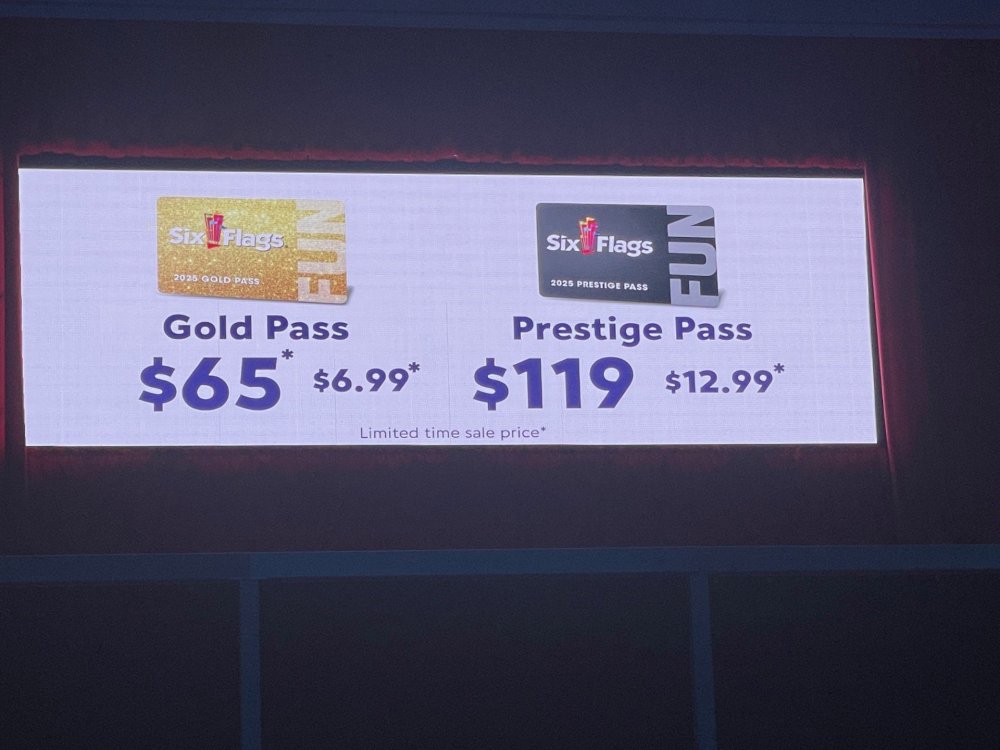 Six Flags
2025 GOLD PASS
FUN
Gold Pass
$65* $6.99*
Six Flags
2025 PRESTIGE PASS
FUN
Prestige Pass
$119 $12.99*
Limited time sale price*